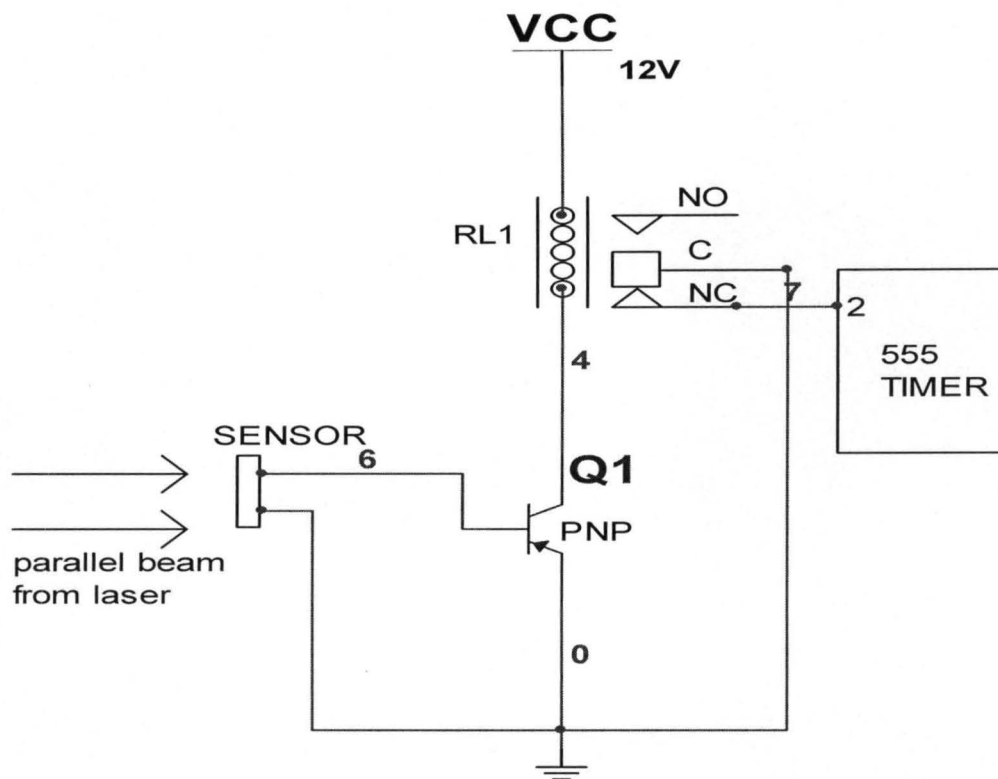 VCC
12V
NO
RL1
C
NC
7
2
555
TIMER
4
SENSOR
6
Q1
PNP
parallel beam
from laser
0